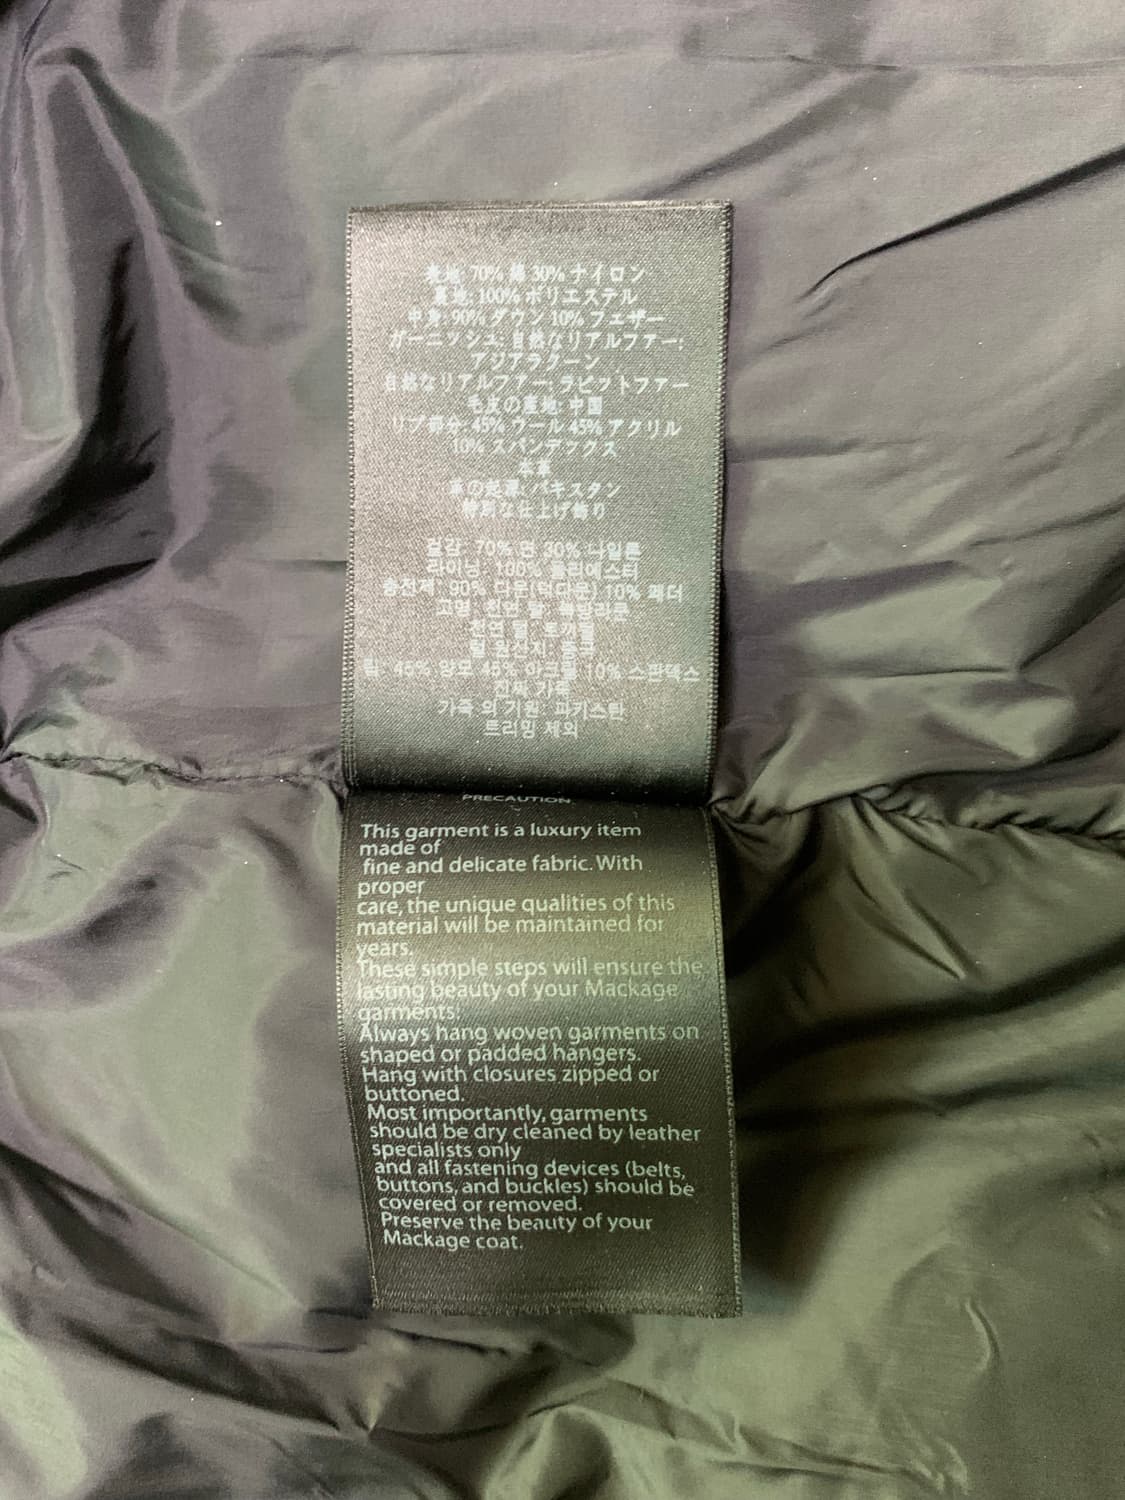 表地: 70% 綿 30% ナイロン
裏地: 100% ポリエステル
中身: 90% ダウン 10% フェザー
ガーニッシュ: 自然なリアルファー:
アジアラクーン
自然なリアルファー: ラビットファー
毛皮の産地: 中国
リブ部分: 45% ウール 45% アクリル
10% スパンデックス
本革
革の起源: パキスタン
特別な仕上げ飾り
겉감: 70% 면 30% 나일론
라이닝: 100% 폴리에스터
충전재: 90% 다운(덕다운) 10% 페더
고명: 천연 털:
천연 털: 토끼털
털 원산지: 중국
립: 45% 양모 45% 아크릴 10% 스판덱스
진짜 가죽
가죽 의 기원: 파키스탄
트리밍 제외
PRECAUTION:
This garment is a luxury item
made of
fine and delicate fabric. With
proper
care, the unique qualities of this
material will be maintained for
years.
These simple steps will ensure the
lasting beauty of your Mackage
garments:
Always hang woven garments on
shaped or padded hangers.
Hang with closures zipped or
buttoned.
Most importantly, garments
should be dry cleaned by leather
specialists only
and all fastening devices (belts,
buttons, and buckles) should be
covered or removed.
Preserve the beauty of your
Mackage coat.